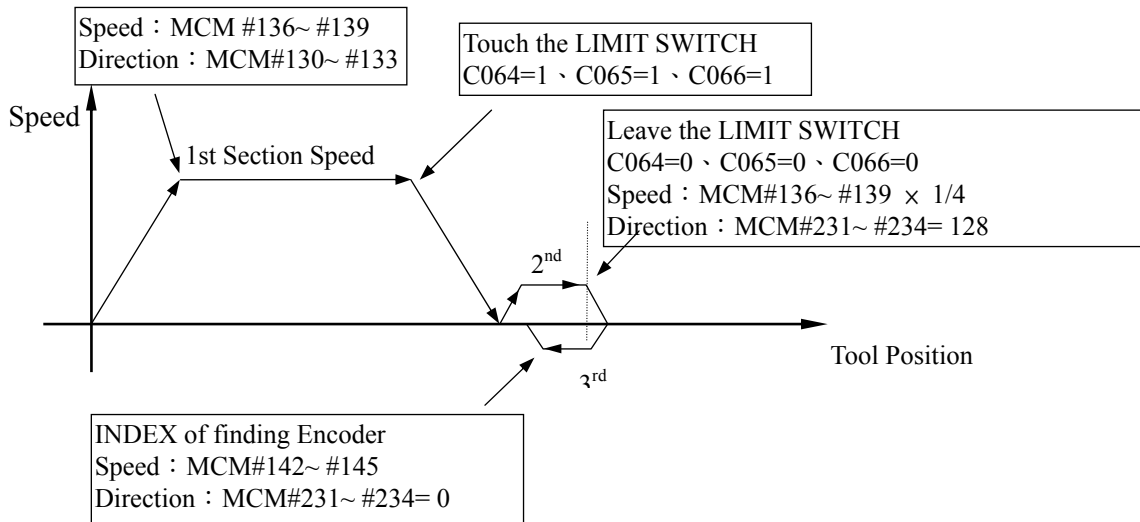 Speed：MCM #136~ #139
Direction：MCM#130~ #133
Touch the LIMIT SWITCH
C064=1、C065=1、C066=1
Speed
1st Section Speed
Leave the LIMIT SWITCH
C064=0、C065=0、C066=0
Speed：MCM#136~ #139 × 1/4
Direction：MCM#231~ #234= 128
2nd
Tool Position
3rd
INDEX of finding Encoder
Speed：MCM#142~ #145
Direction：MCM#231~ #234= 0